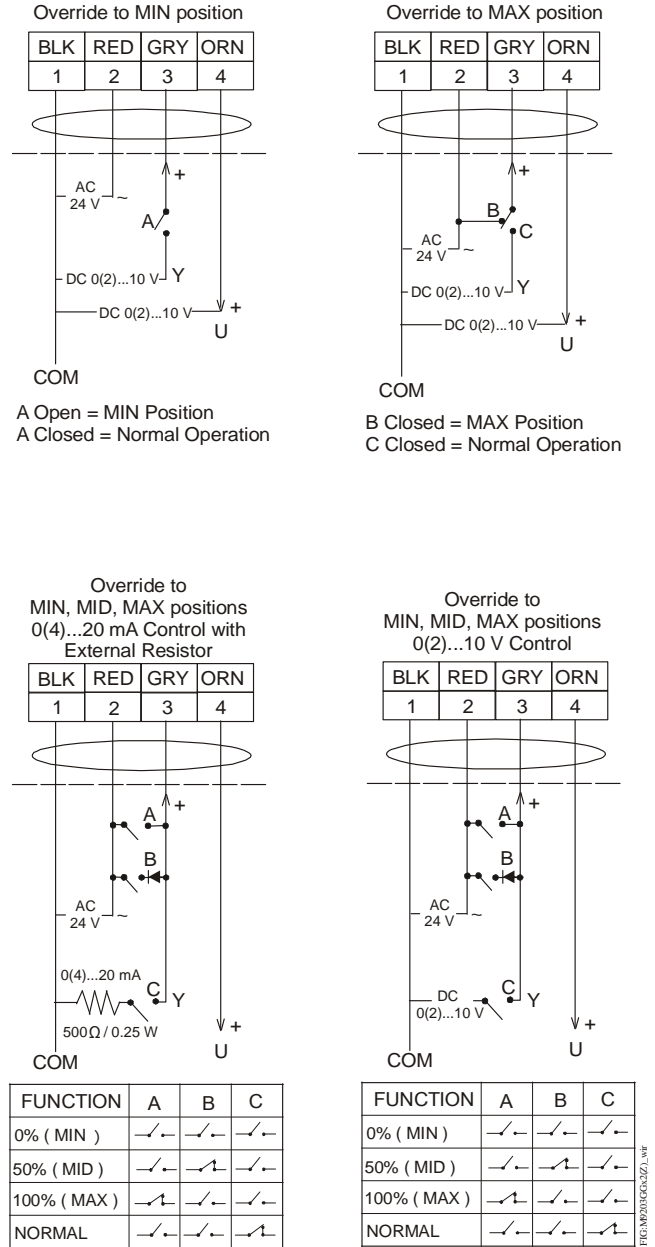 Override to MIN position
BLK RED GRY ORN
1 2 3 4
+
AC
24 V ~
A
DC 0(2)...10 V Y
DC 0(2)...10 V +
U
COM
A Open = MIN Position
A Closed = Normal Operation
Override to MAX position
BLK RED GRY ORN
1 2 3 4
+
B
C
AC
24 V ~
DC 0(2)...10 V Y
DC 0(2)...10 V +
U
COM
B Closed = MAX Position
C Closed = Normal Operation
Override to
MIN, MID, MAX positions
0(4)...20 mA Control with
External Resistor
BLK RED GRY ORN
1 2 3 4
+
A
B
AC
24 V ~
0(4)...20 mA
C Y
500Ω / 0.25 W
+
U
COM
FUNCTION A B C
0% ( MIN )
50% ( MID )
100% ( MAX )
NORMAL
Override to
MIN, MID, MAX positions
0(2)...10 V Control
BLK RED GRY ORN
1 2 3 4
+
A
B
AC
24 V ~
DC
0(2)...10 V
C Y
+
U
COM
FUNCTION A B C
0% ( MIN )
50% ( MID )
100% ( MAX )
NORMAL
FIG:M9203GGx2(Z)_wir